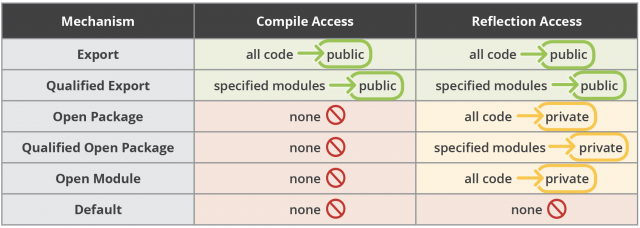 Mechanism Compile Access Reflection Access
Export all code public all code public
Qualified Export specified modules public specified modules public
Open Package none all code private
Qualified Open Package none specified modules private
Open Module none all code private
Default none none